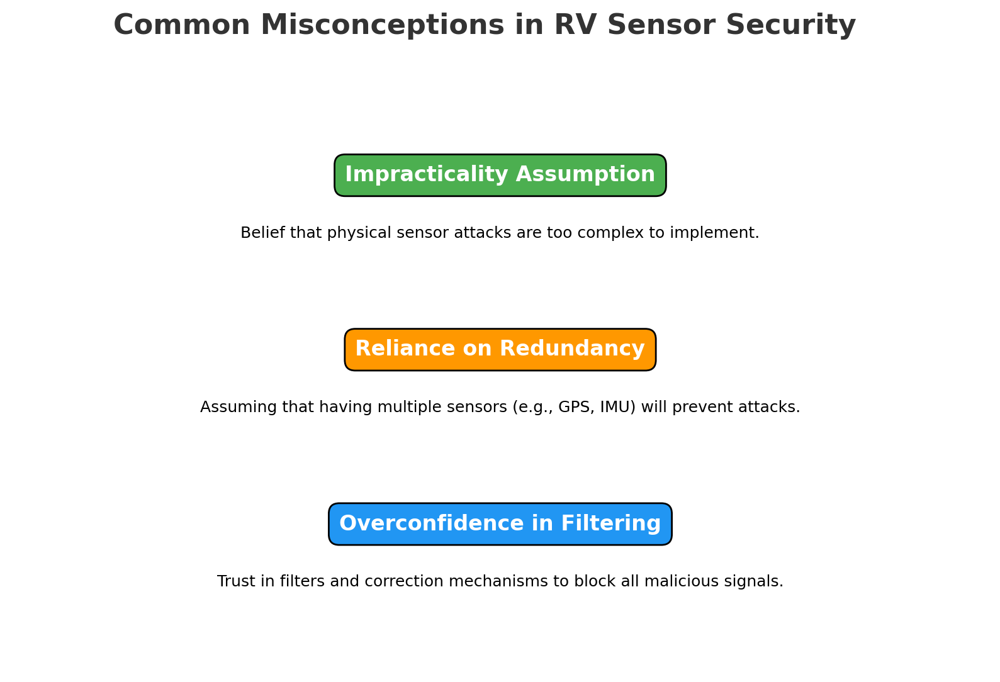 Common Misconceptions in RV Sensor Security
Impracticality Assumption
Belief that physical sensor attacks are too complex to implement.
Reliance on Redundancy
Assuming that having multiple sensors (e.g., GPS, IMU) will prevent attacks.
Overconfidence in Filtering
Trust in filters and correction mechanisms to block all malicious signals.